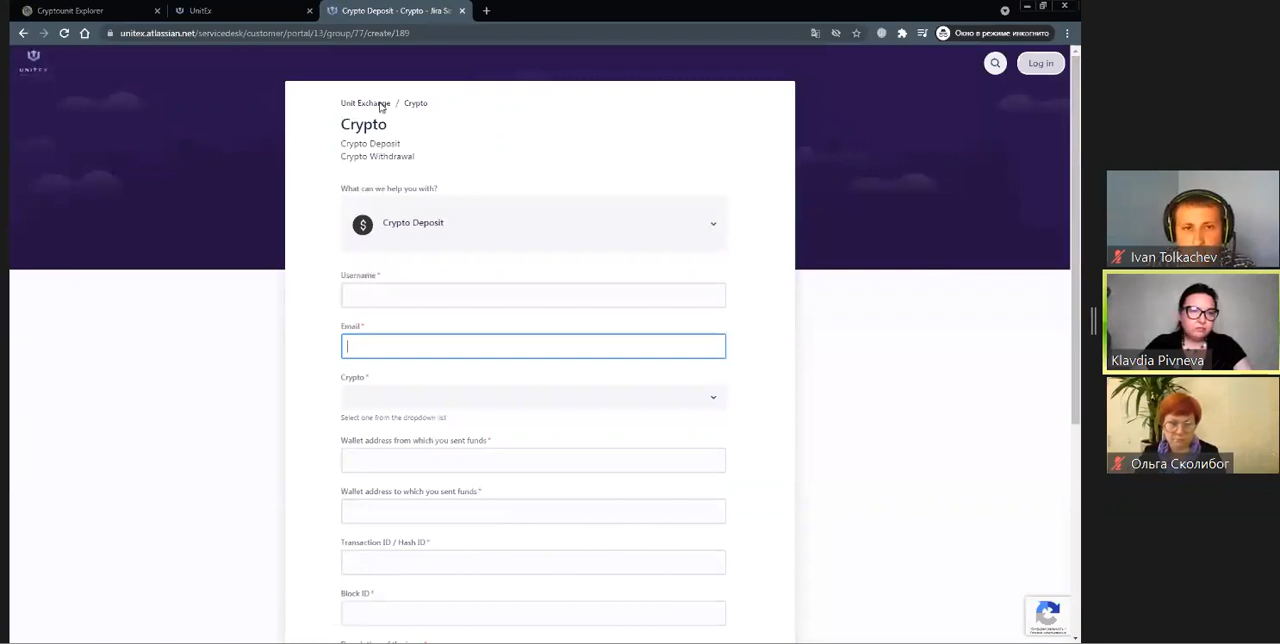 Cryptounit Explorer
UnitEx
Crypto Deposit - Crypto - Jira Se
unitex.atlassian.net/servicedesk/customer/portal/13/group/77/create/189
Окно в режиме инкогнито
UNITEX
Log in
Unit Exchange / Crypto
Crypto
Crypto Deposit
Crypto Withdrawal
What can we help you with?
$ Crypto Deposit
Username *
Email *
Crypto *
Select one from the dropdown list
Wallet address from which you sent funds *
Wallet address to which you sent funds *
Transaction ID / Hash ID *
Block ID *
Ivan Tolkachev
Klavdia Pivneva
Ольга Сколибог